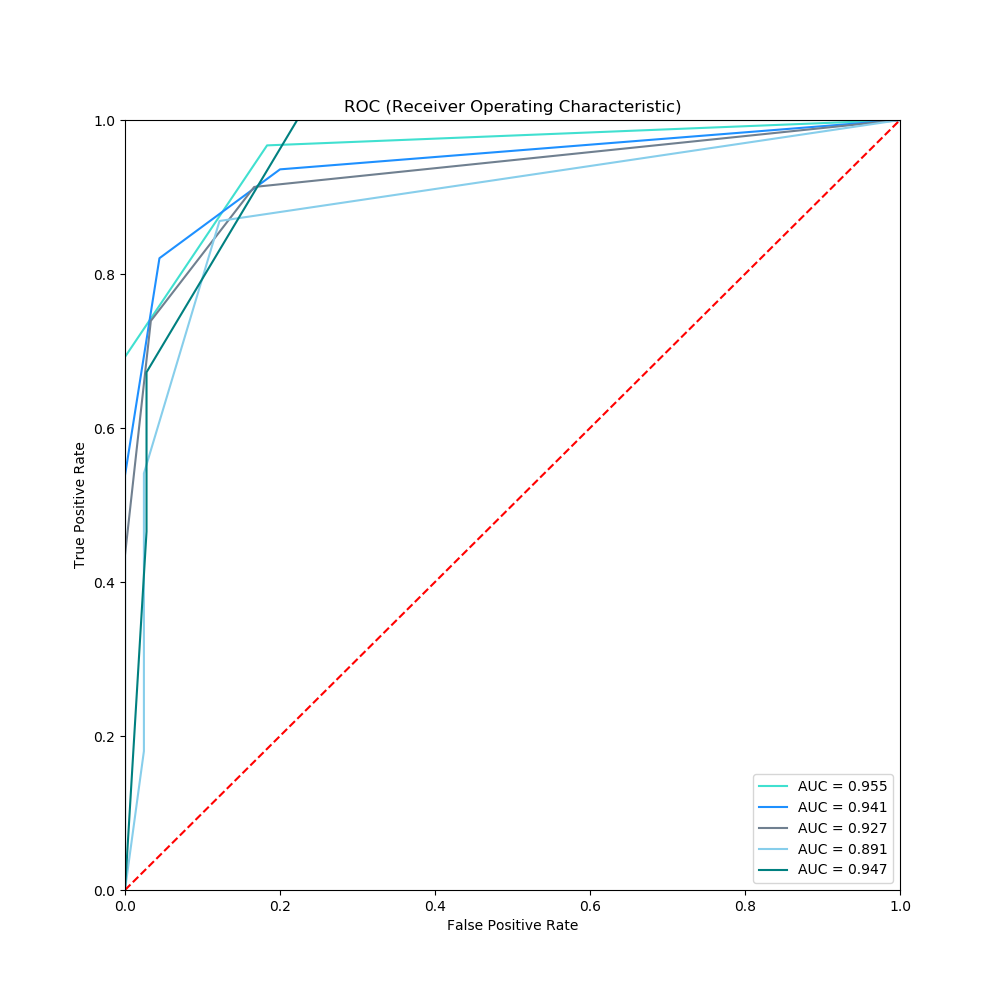 ROC (Receiver Operating Characteristic)
1.0
0.8
0.6
0.4
0.2
0.0
True Positive Rate
0.0 0.2 0.4 0.6 0.8 1.0
False Positive Rate
AUC = 0.955
AUC = 0.941
AUC = 0.927
AUC = 0.891
AUC = 0.947